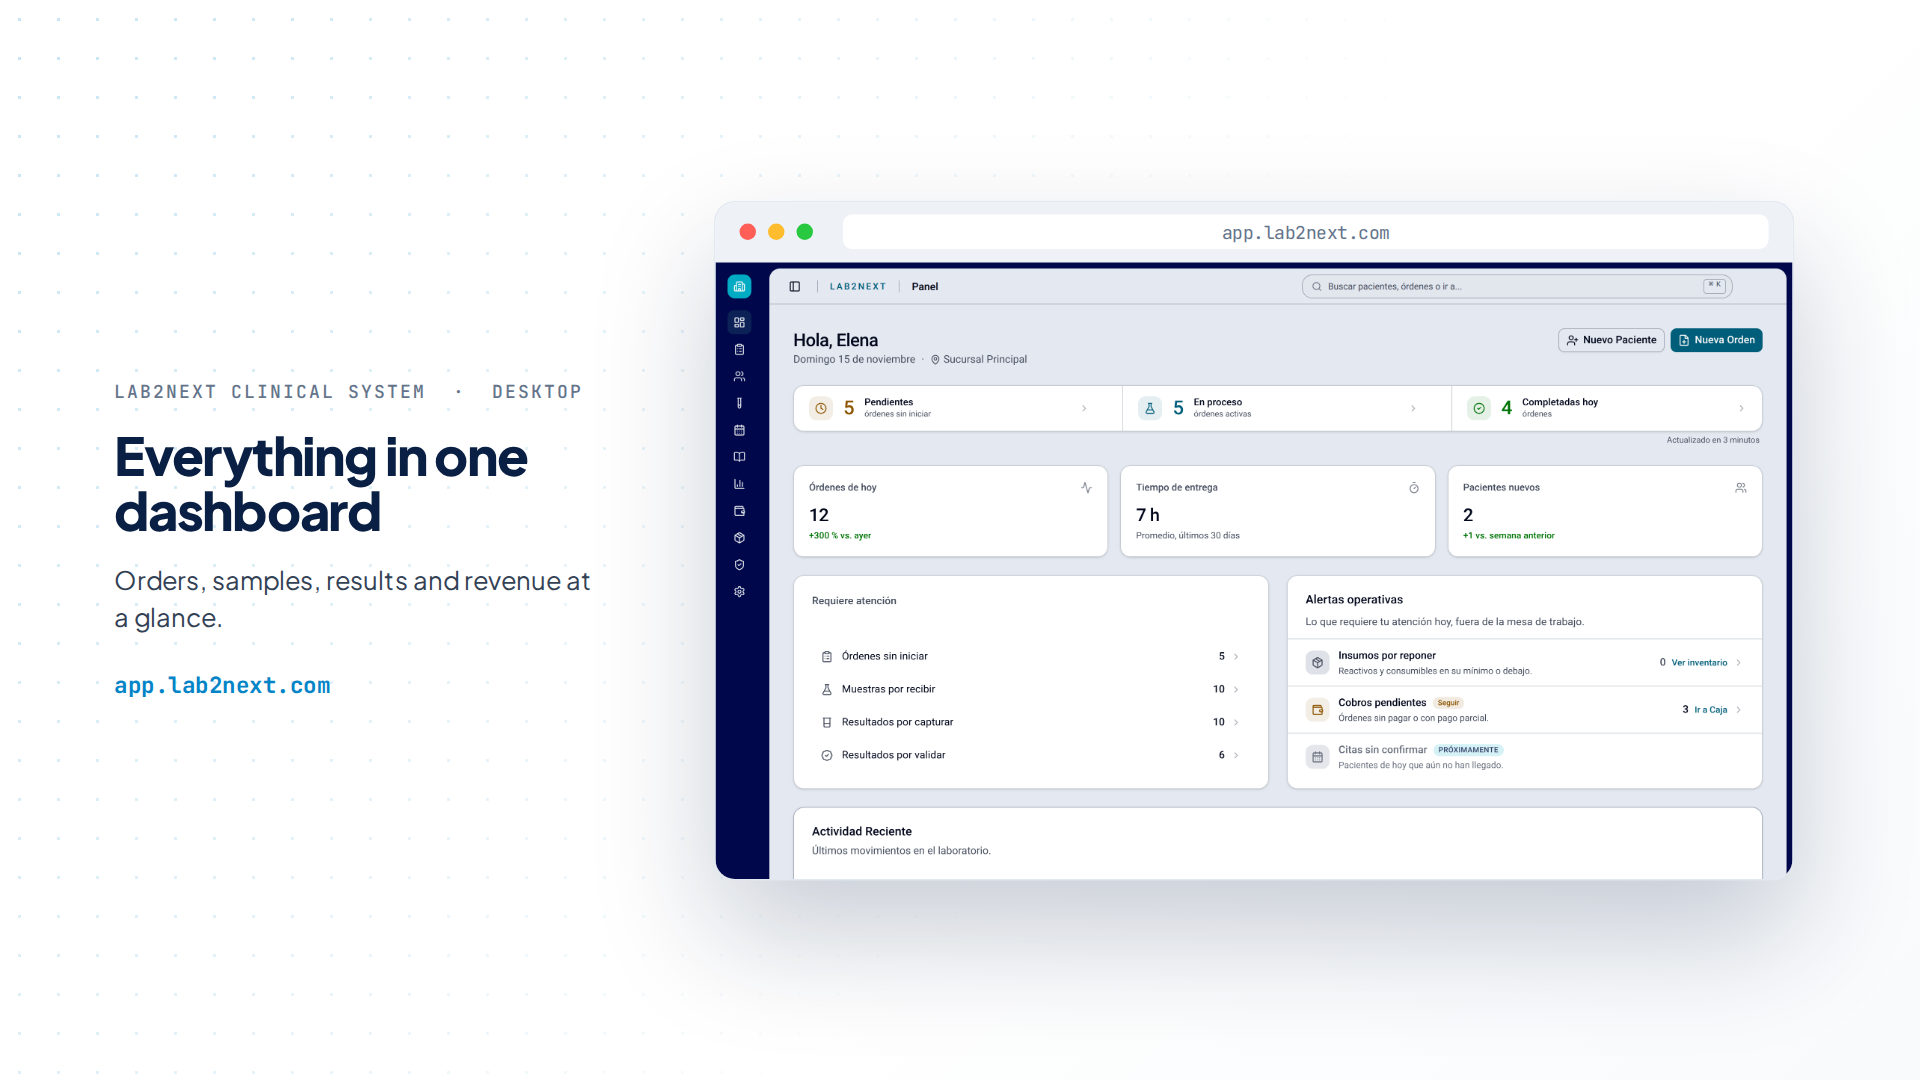 LAB2NEXT CLINICAL SYSTEM · DESKTOP
Everything in one
dashboard
Orders, samples, results and revenue at
a glance.
app.lab2next.com
app.lab2next.com
LAB2NEXT
Panel
Buscar pacientes, órdenes o ir a...
⌘ K
Hola, Elena
Domingo 15 de noviembre · Sucursal Principal
Nuevo Paciente
Nueva Orden
5
Pendientes
órdenes sin iniciar
5
En proceso
órdenes activas
4
Completadas hoy
órdenes
Actualizado en 3 minutos
Órdenes de hoy
12
+300 % vs. ayer
Tiempo de entrega
7 h
Promedio, últimos 30 días
Pacientes nuevos
2
+1 vs. semana anterior
Requiere atención
Órdenes sin iniciar 5
Muestras por recibir 10
Resultados por capturar 10
Resultados por validar 6
Alertas operativas
Lo que requiere tu atención hoy, fuera de la mesa de trabajo.
Insumos por reponer
Reactivos y consumibles en su mínimo o debajo.
0 Ver inventario
Cobros pendientes Seguir
Órdenes sin pagar o con pago parcial.
3 Ir a Caja
Citas sin confirmar PRÓXIMAMENTE
Pacientes de hoy que aún no han llegado.
Actividad Reciente
Últimos movimientos en el laboratorio.